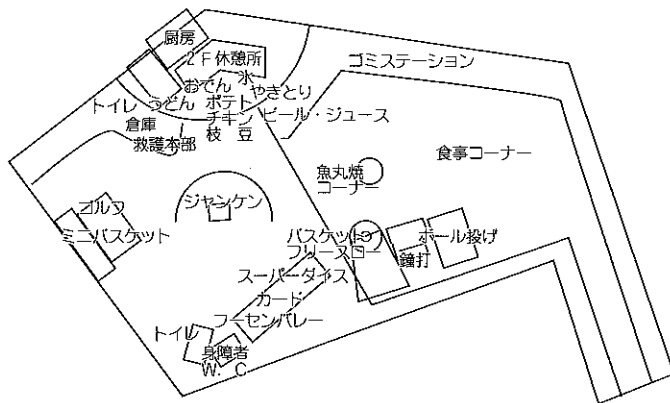 厨房
2F休憩所
氷
ゴミステーション
おでん
やきとり
トイレ
うどん
ポテト
チキン
ビール・ジュース
倉庫
枝 豆
救護本部
食事コーナー
魚丸焼
コーナー
ゴルフ
ジャンケン
ミニバスケット
バスケット
フリースロー
ボール投げ
鐘打
スーパーダイス
カード
フーセンバレー
トイレ
身障者
W. C